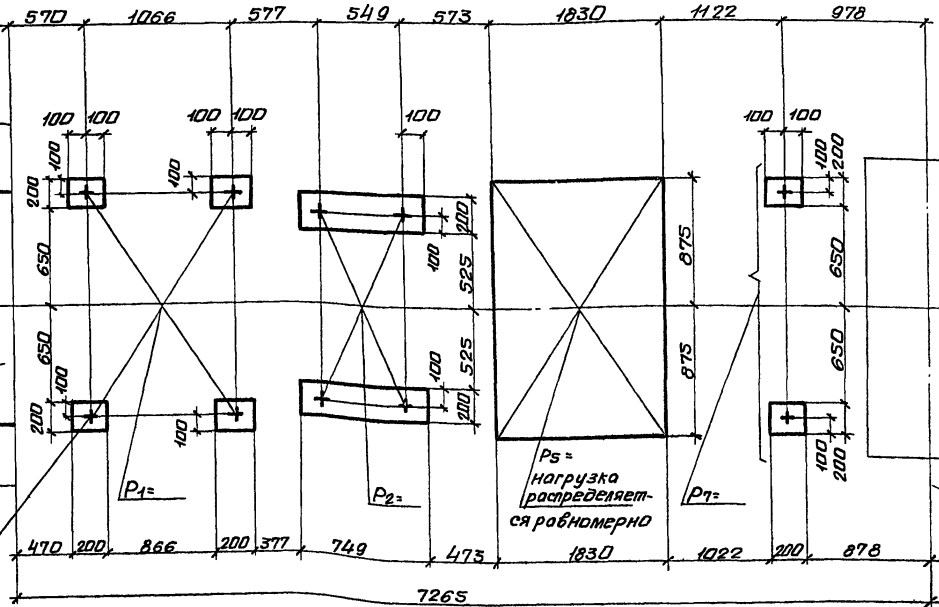 570 1066 577 549 573 1830 1122 978
100 100 100 100 100 100 100
100 100 100 200
200 200
100
650 525 875 650
650 525 875 650
100 100
200 100 200 100 200
P1=
P2=
P5=
нагрузка
распределяет-
ся равномерно
P7=
470 200 866 200 377 749 473 1830 1022 200 878
7265